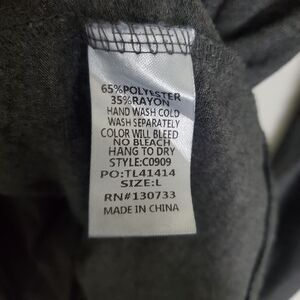 65%POLYESTER
35%RAYON
HAND WASH COLD
WASH SEPARATELY
COLOR WILL BLEED
NO BLEACH
HANG TO DRY
STYLE:C0909
PO:TL41414
SIZE:L
RN#130733
MADE IN CHINA